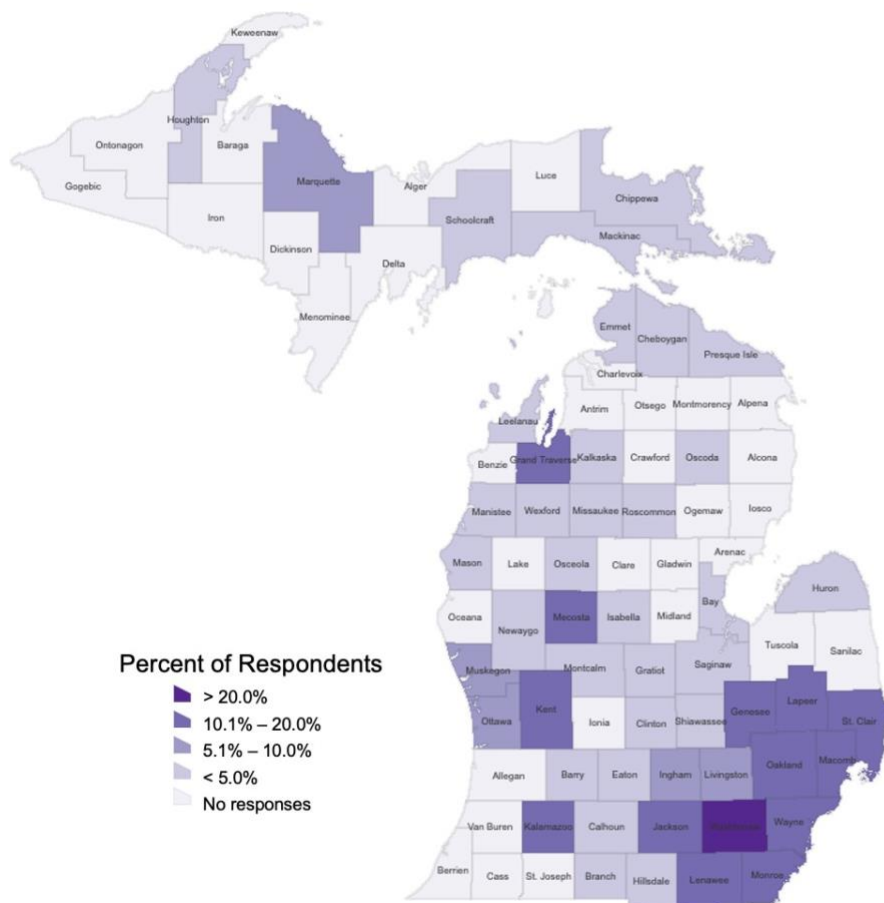 Keweenaw
Houghton
Ontonagon
Baraga
Gogebic
Marquette
Alger
Luce
Chippewa
Iron
Schoolcraft
Mackinac
Dickinson
Delta
Menominee
Emmet
Cheboygan
Presque Isle
Charlevoix
Antrim
Otsego
Montmorency
Alpena
Leelanau
Benzie
Grand Traverse
Kalkaska
Crawford
Oscoda
Alcona
Manistee
Wexford
Missaukee
Roscommon
Ogemaw
Iosco
Mason
Lake
Osceola
Clare
Gladwin
Arenac
Huron
Oceana
Newaygo
Mecosta
Isabella
Midland
Bay
Tuscola
Sanilac
Muskegon
Montcalm
Gratiot
Saginaw
Ottawa
Kent
Ionia
Clinton
Shiawassee
Genesee
Lapeer
St. Clair
Allegan
Barry
Eaton
Ingham
Livingston
Oakland
Macomb
Van Buren
Kalamazoo
Calhoun
Jackson
Wayne
Berrien
Cass
St. Joseph
Branch
Hillsdale
Lenawee
Monroe
Percent of Respondents
> 20.0%
10.1% – 20.0%
5.1% – 10.0%
< 5.0%
No responses